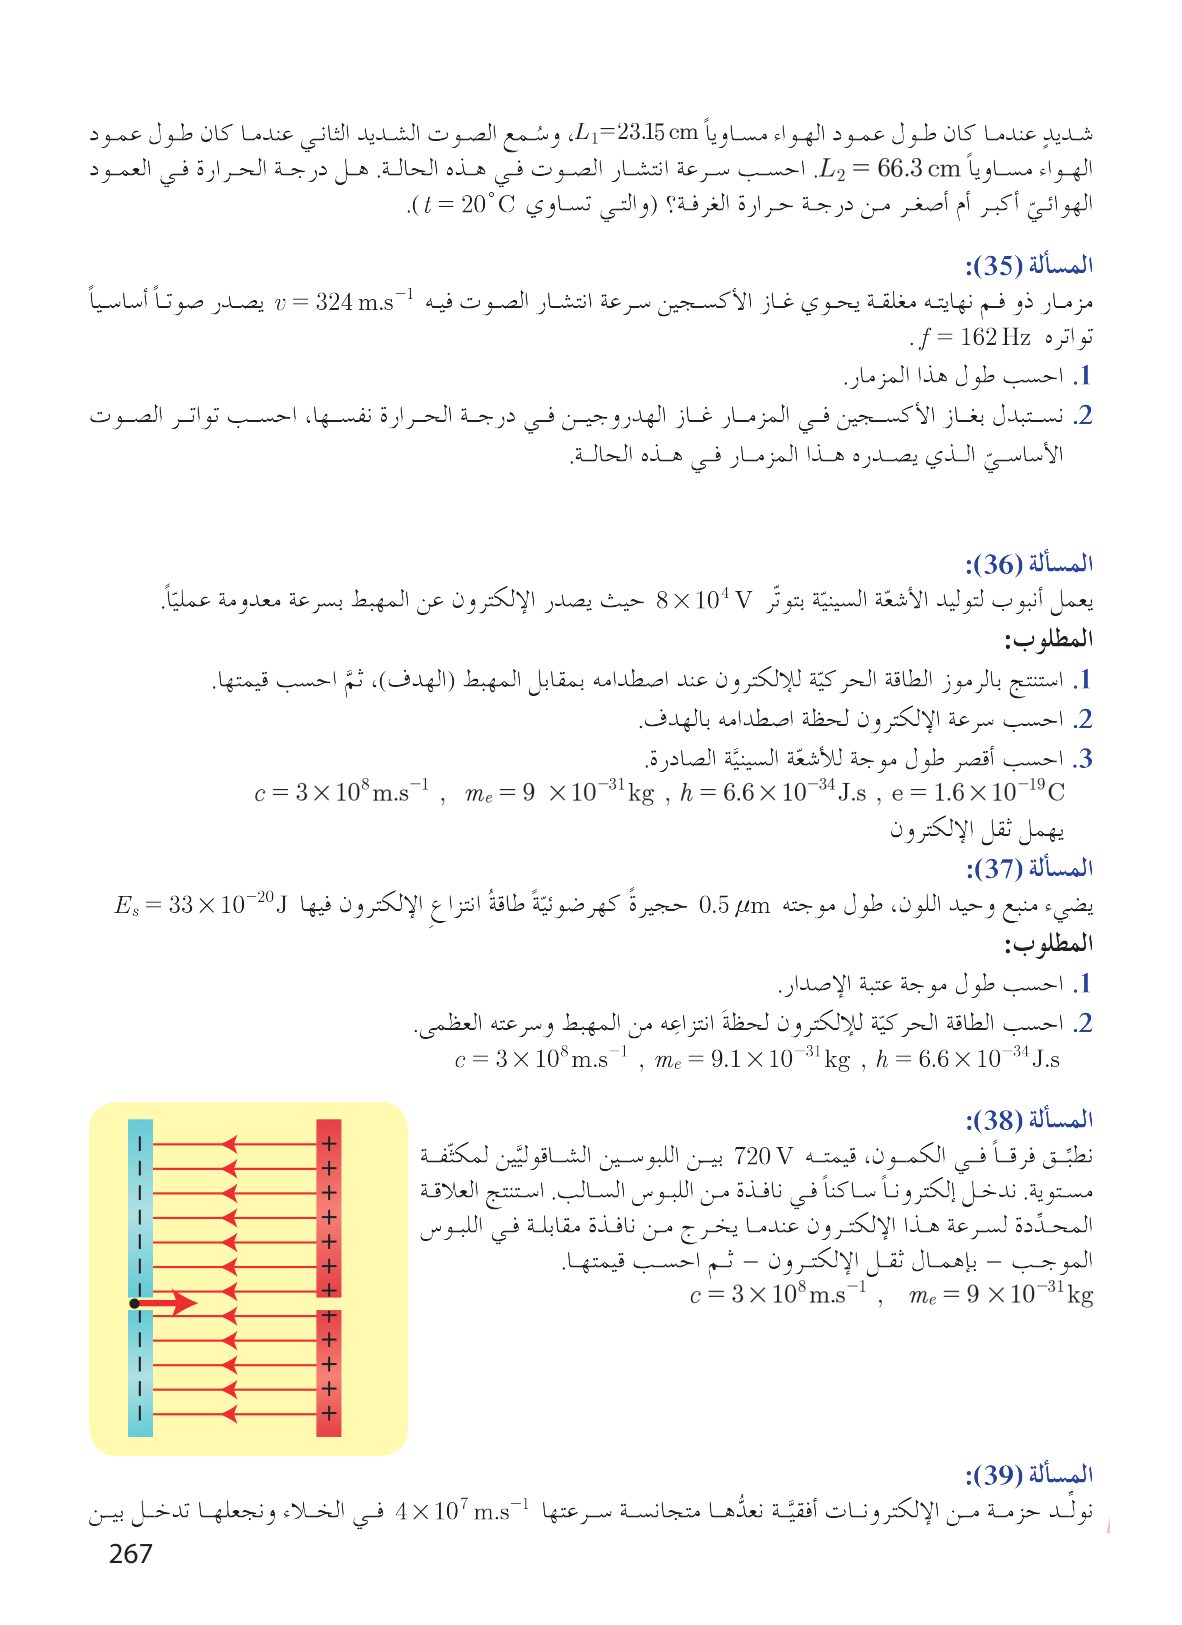 شديدٍ عندما كان طول عمود الهواء مساوياً L₁=23.15 cm، وسُمع الصوت الشديد الثاني عندما كان طول عمود
الهواء مساوياً L₂ = 66.3 cm. احسب سرعة انتشار الصوت في هذه الحالة. هل درجة الحرارة في العمود
الهوائيّ أكبر أم أصغر من درجة حرارة الغرفة؟ (والتي تساوي t = 20°C).
المسألة (35):
مزمار ذو فم نهايته مغلقة يحوي غاز الأكسجين سرعة انتشار الصوت فيه v = 324 m.s⁻¹ يصدر صوتاً أساسياً
تواتره f = 162 Hz .
1. احسب طول هذا المزمار.
2. نستبدل بغاز الأكسجين في المزمار غاز الهدروجين في درجة الحرارة نفسها، احسب تواتر الصوت
الأساسيّ الذي يصدره هذا المزمار في هذه الحالة.
المسألة (36):
يعمل أنبوب لتوليد الأشعّة السينيّة بتوتّر 8×10⁴ V حيث يصدر الإلكترون عن المهبط بسرعة معدومة عمليّاً.
المطلوب:
1. استنتج بالرموز الطاقة الحركيّة للإلكترون عند اصطدامه بمقابل المهبط (الهدف)، ثمَّ احسب قيمتها.
2. احسب سرعة الإلكترون لحظة اصطدامه بالهدف.
3. احسب أقصر طول موجة للأشعّة السينيَّة الصادرة.
c = 3×10⁸ m.s⁻¹ , mₑ = 9 ×10⁻³¹ kg , h = 6.6×10⁻³⁴ J.s , e = 1.6×10⁻¹⁹ C
يهمل ثقل الإلكترون
المسألة (37):
يضيء منبع وحيد اللون، طول موجته 0.5 μm حجيرةً كهرضوئيّةً طاقةُ انتزاعِ الإلكترون فيها Eₛ = 33×10⁻²⁰ J
المطلوب:
1. احسب طول موجة عتبة الإصدار.
2. احسب الطاقة الحركيّة للإلكترون لحظةَ انتزاعِه من المهبط وسرعته العظمى.
c = 3×10⁸ m.s⁻¹ , mₑ = 9.1×10⁻³¹ kg , h = 6.6×10⁻³⁴ J.s
المسألة (38):
نطبِّق فرقاً في الكمون، قيمته 720 V بين اللبوسين الشاقوليَّين لمكثّفة
مستوية. ندخل إلكتروناً ساكناً في نافذة من اللبوس السالب. استنتج العلاقة
المحدِّدة لسرعة هذا الإلكترون عندما يخرج من نافذة مقابلة في اللبوس
الموجب – بإهمال ثقل الإلكترون – ثم احسب قيمتها.
c = 3×10⁸ m.s⁻¹ , mₑ = 9 ×10⁻³¹ kg
المسألة (39):
نولِّد حزمة من الإلكترونات أفقيَّة نعدُّها متجانسة سرعتها 4×10⁷ m.s⁻¹ في الخلاء ونجعلها تدخل بين
267